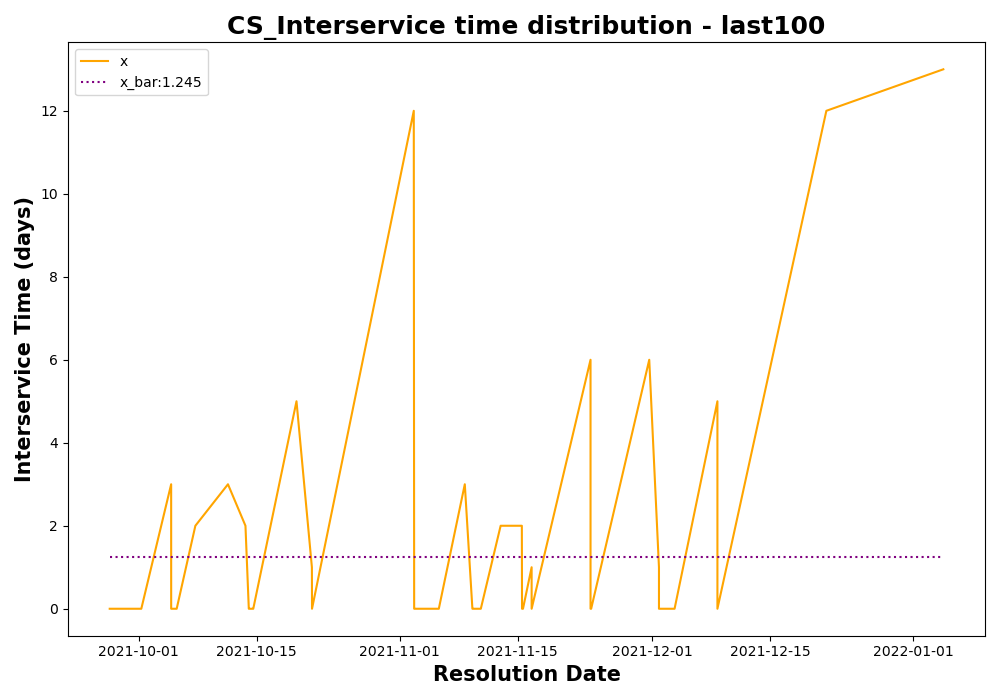 CS_Interservice time distribution - last100
x
x_bar:1.245
Interservice Time (days)
12
10
8
6
4
2
0
2021-10-01 2021-10-15 2021-11-01 2021-11-15 2021-12-01 2021-12-15 2022-01-01
Resolution Date